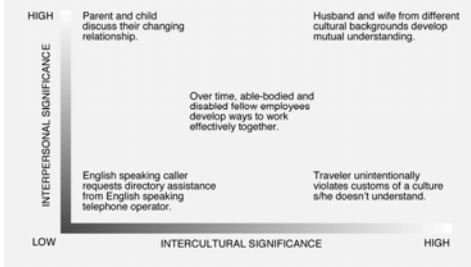 HIGH
Parent and child
discuss their changing
relationship.
Husband and wife from different
cultural backgrounds develop
mutual understanding.
INTERPERSONAL SIGNIFICANCE
Over time, able-bodied and
disabled fellow employees
develop ways to work
effectively together.
English speaking caller
requests directory assistance
from English speaking
telephone operator.
Traveler unintentionally
violates customs of a culture
s/he doesn't understand.
LOW
INTERCULTURAL SIGNIFICANCE
HIGH